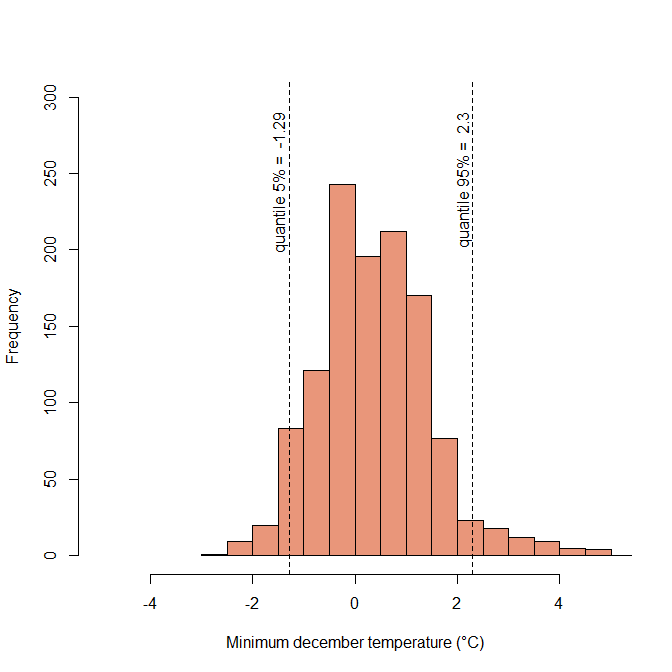 quantile 5% = -1.29
quantile 95% = 2.3
Frequency
300
250
200
150
100
50
0
-4 -2 0 2 4
Minimum december temperature (°C)